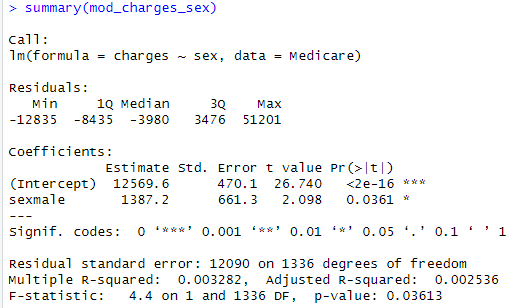 > summary(mod_charges_sex)
Call:
lm(formula = charges ~ sex, data = Medicare)
Residuals:
   Min     1Q Median     3Q    Max
-12835  -8435  -3980   3476  51201
Coefficients:
            Estimate Std. Error t value Pr(>|t|)
(Intercept)  12569.6      470.1  26.740   <2e-16 ***
sexmale       1387.2      661.3   2.098   0.0361 *
---
Signif. codes:  0 ‘***’ 0.001 ‘**’ 0.01 ‘*’ 0.05 ‘.’ 0.1 ‘ ’ 1
Residual standard error: 12090 on 1336 degrees of freedom
Multiple R-squared:  0.003282,	Adjusted R-squared:  0.002536
F-statistic:   4.4 on 1 and 1336 DF,  p-value: 0.03613